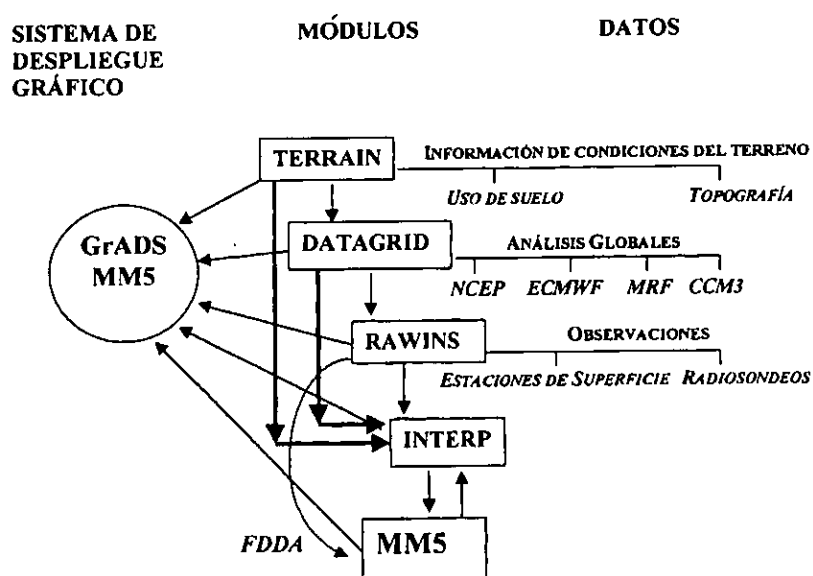 SISTEMA DE
DESPLIEGUE
GRÁFICO
MÓDULOS
DATOS
TERRAIN
INFORMACIÓN DE CONDICIONES DEL TERRENO
USO DE SUELO
TOPOGRAFÍA
GrADS
MM5
DATAGRID
ANÁLISIS GLOBALES
NCEP
ECMWF
MRF
CCM3
RAWINS
OBSERVACIONES
ESTACIONES DE SUPERFICIE
RADIOSONDEOS
INTERP
FDDA
MM5